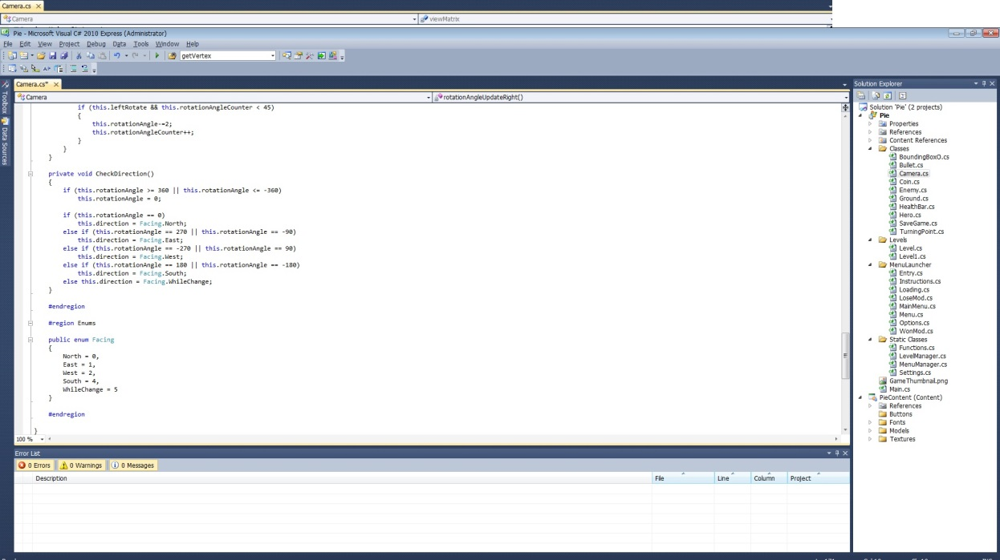 Camera.cs
Camera viewMatrix
Pie - Microsoft Visual C# 2010 Express (Administrator)
File Edit View Project Debug Data Tools Window Help
getVertex
Camera.cs*
Camera rotationAngleUpdateRight()
Toolbox
Data Sources
if (this.leftRotate && this.rotationAngleCounter < 45)
{
this.rotationAngle-=2;
this.rotationAngleCounter++;
}
}
}
private void CheckDirection()
{
if (this.rotationAngle >= 360 || this.rotationAngle <= -360)
this.rotationAngle = 0;
if (this.rotationAngle == 0)
this.direction = Facing.North;
else if (this.rotationAngle == 270 || this.rotationAngle == -90)
this.direction = Facing.East;
else if (this.rotationAngle == -270 || this.rotationAngle == 90)
this.direction = Facing.West;
else if (this.rotationAngle == 180 || this.rotationAngle == -180)
this.direction = Facing.South;
else this.direction = Facing.WhileChange;
}
#endregion
#region Enums
public enum Facing
{
North = 0,
East = 1,
West = 2,
South = 4,
WhileChange = 5
}
#endregion
}
100 %
Solution Explorer
Solution 'Pie' (2 projects)
Pie
Properties
References
Content References
Classes
BoundingBoxO.cs
Bullet.cs
Camera.cs
Coin.cs
Enemy.cs
Ground.cs
HealthBar.cs
Hero.cs
SaveGame.cs
TurningPoint.cs
Levels
Level.cs
Level1.cs
MenuLauncher
Entry.cs
Instructions.cs
Loading.cs
LoseMod.cs
MainMenu.cs
Menu.cs
Options.cs
WonMod.cs
Static Classes
Functions.cs
LevelManager.cs
MenuManager.cs
Settings.cs
GameThumbnail.png
Main.cs
PieContent (Content)
References
Buttons
Fonts
Models
Textures
Error List
0 Errors 0 Warnings 0 Messages
Description File Line Column Project